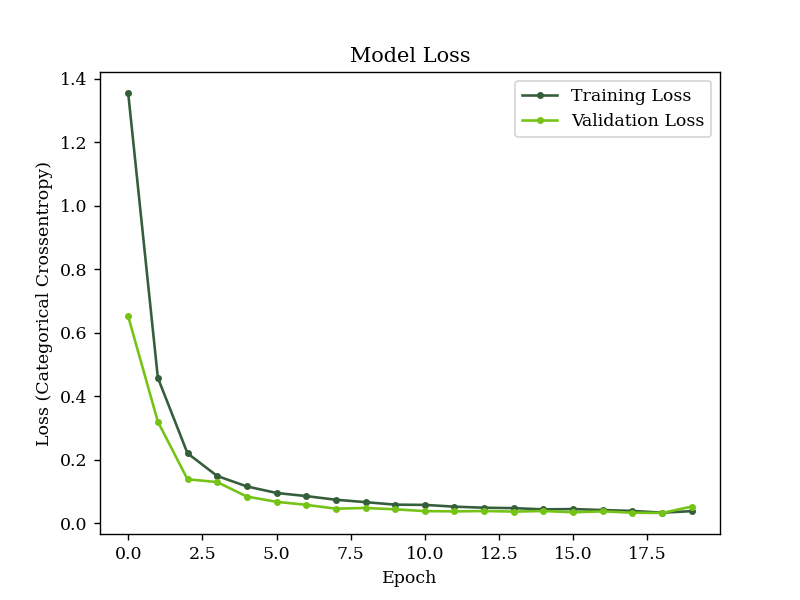 Model Loss
Training Loss
Validation Loss
Loss (Categorical Crossentropy)
1.4
1.2
1.0
0.8
0.6
0.4
0.2
0.0
0.0 2.5 5.0 7.5 10.0 12.5 15.0 17.5
Epoch